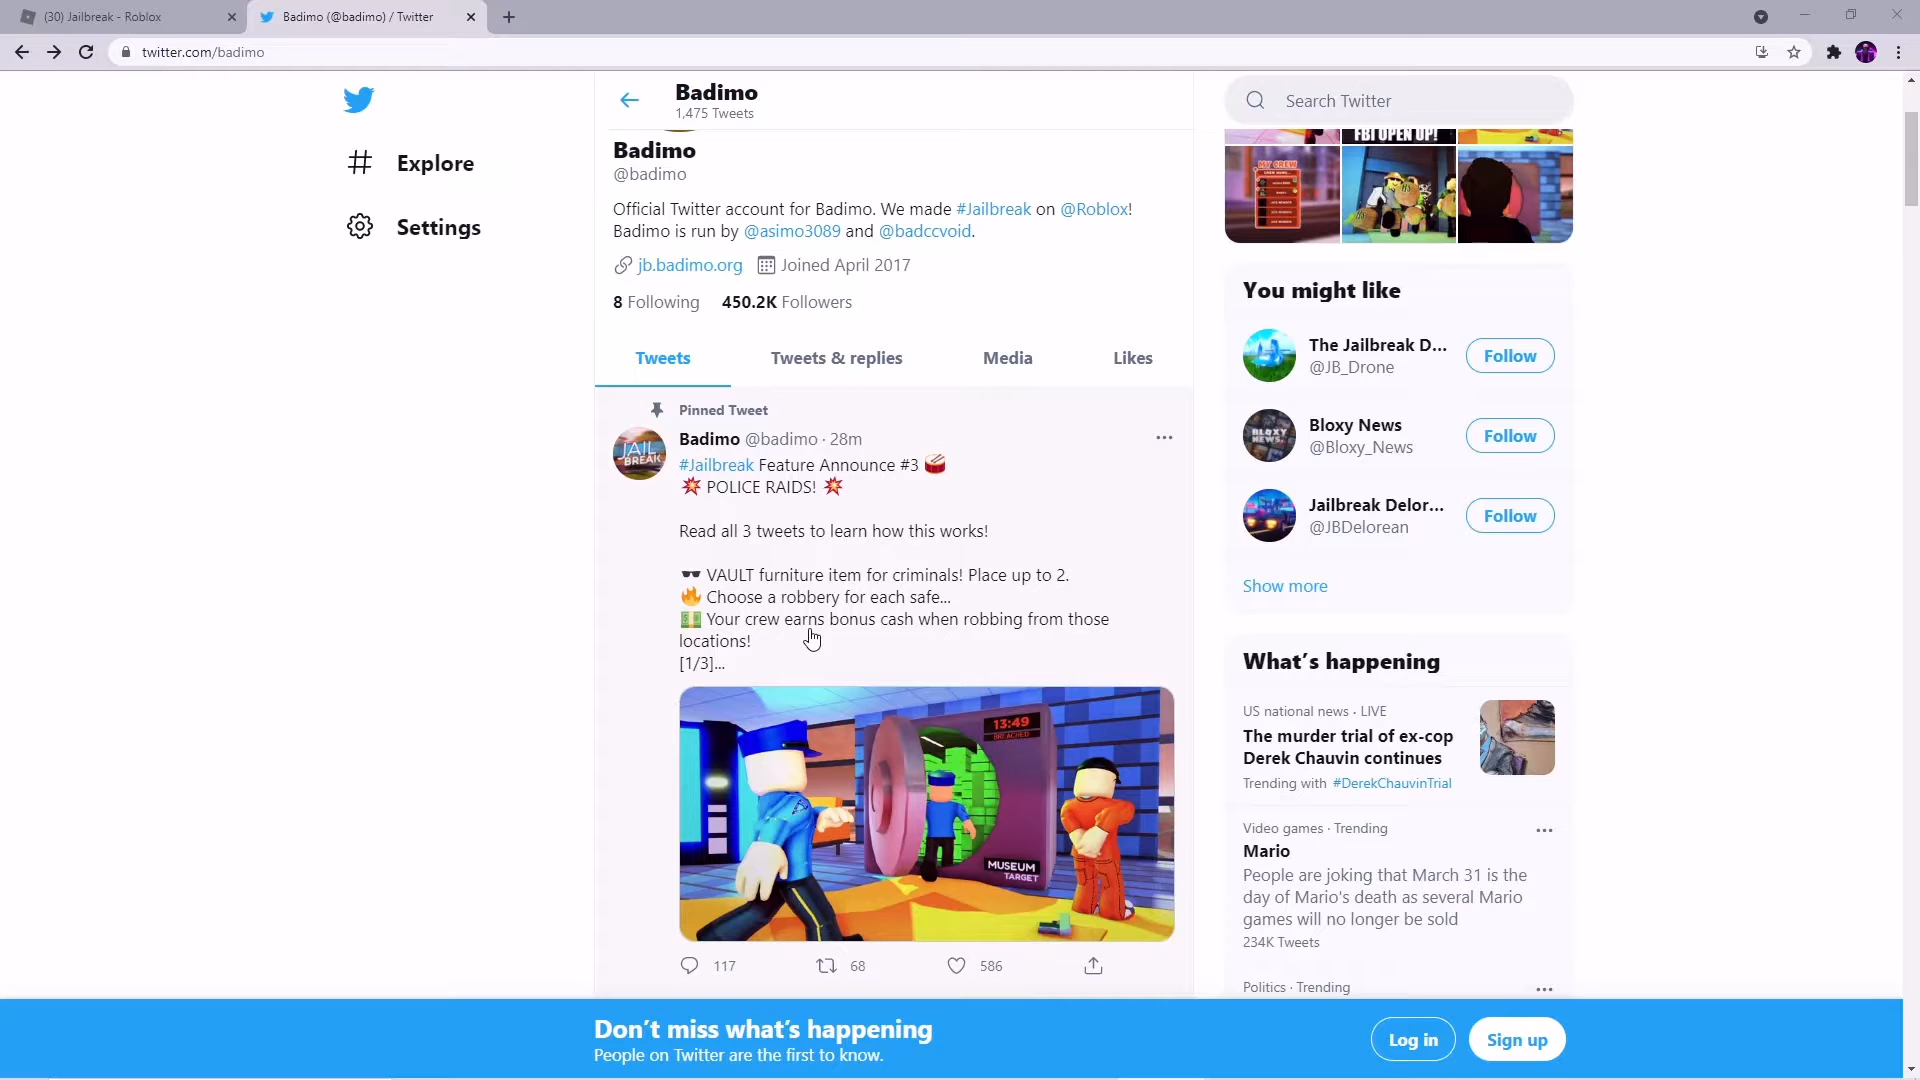 (30) Jailbreak - Roblox
Badimo (@badimo) / Twitter
twitter.com/badimo
Explore
Settings
Badimo
1,475 Tweets
Badimo
@badimo
Official Twitter account for Badimo. We made #Jailbreak on @Roblox!
Badimo is run by @asimo3089 and @badccvoid.
jb.badimo.org Joined April 2017
8 Following 450.2K Followers
Tweets Tweets & replies Media Likes
Pinned Tweet
Badimo @badimo · 28m
JAIL
BREAK
#Jailbreak Feature Announce #3 🥁
💥 POLICE RAIDS! 💥
Read all 3 tweets to learn how this works!
🕶️ VAULT furniture item for criminals! Place up to 2.
🔥 Choose a robbery for each safe...
💵 Your crew earns bonus cash when robbing from those
locations!
[1/3]...
13:49
BREACHED
MUSEUM
TARGET
117 68 586
Search Twitter
FBI OPEN UP!
MY CREW
You might like
The Jailbreak D...
@JB_Drone
Follow
BLOXY
NEWS
Bloxy News
@Bloxy_News
Follow
Jailbreak Delor...
@JBDelorean
Follow
Show more
What's happening
US national news · LIVE
The murder trial of ex-cop
Derek Chauvin continues
Trending with #DerekChauvinTrial
Video games · Trending
Mario
People are joking that March 31 is the
day of Mario's death as several Mario
games will no longer be sold
234K Tweets
Politics · Trending
Don't miss what's happening
People on Twitter are the first to know.
Log in
Sign up